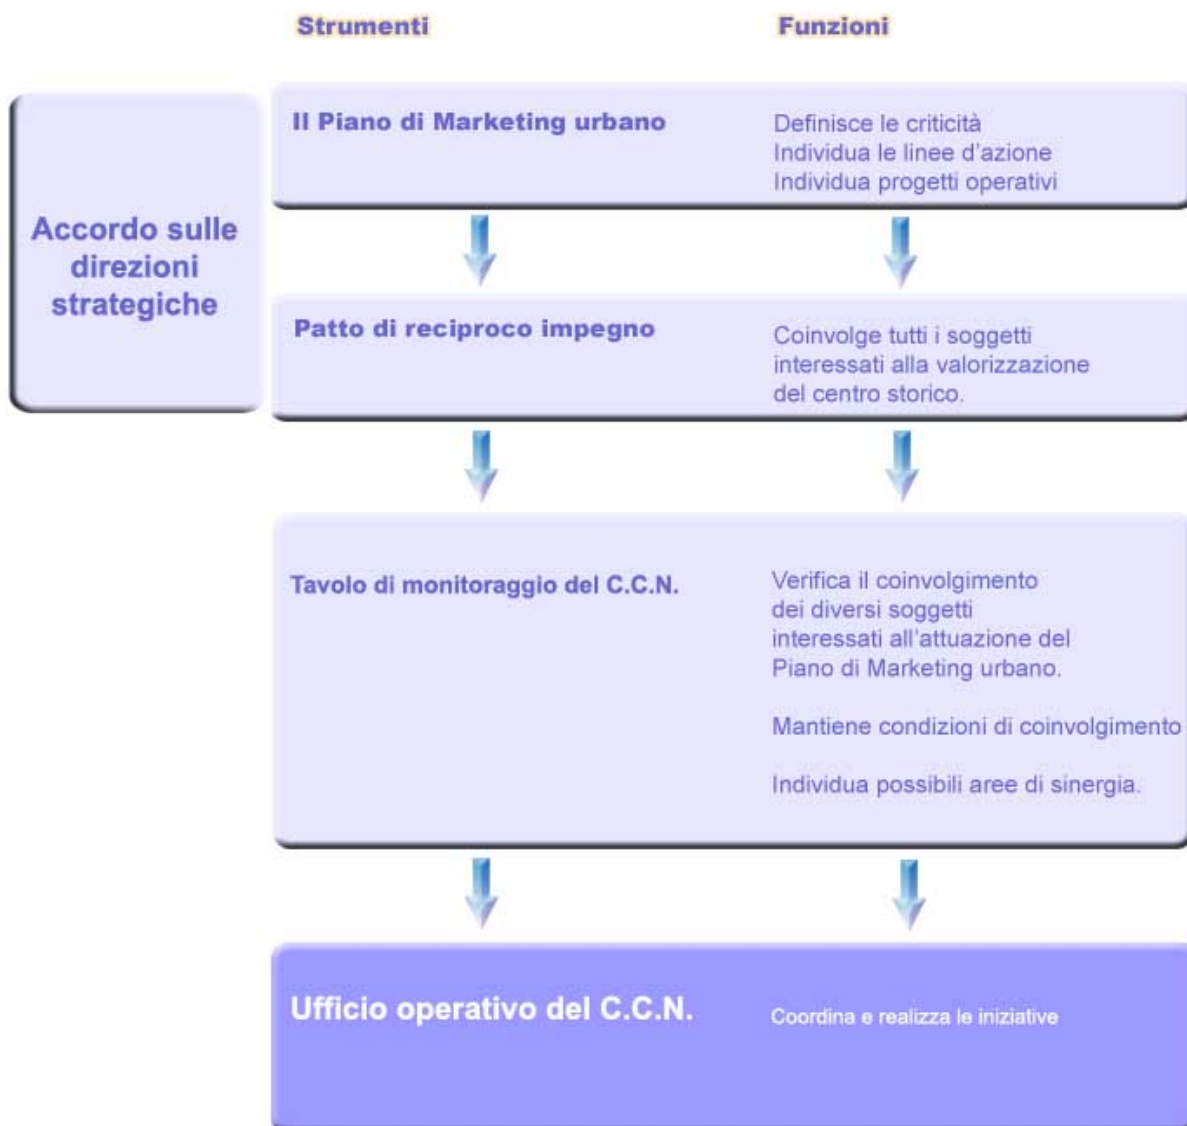 Strumenti
Funzioni
Accordo sulle
direzioni
strategiche
Il Piano di Marketing urbano
Definisce le criticità
Individua le linee d'azione
Individua progetti operativi
Patto di reciproco impegno
Coinvolge tutti i soggetti
interessati alla valorizzazione
del centro storico.
Tavolo di monitoraggio del C.C.N.
Verifica il coinvolgimento
dei diversi soggetti
interessati all'attuazione del
Piano di Marketing urbano.
Mantiene condizioni di coinvolgimento
Individua possibili aree di sinergia.
Ufficio operativo del C.C.N.
Coordina e realizza le iniziative